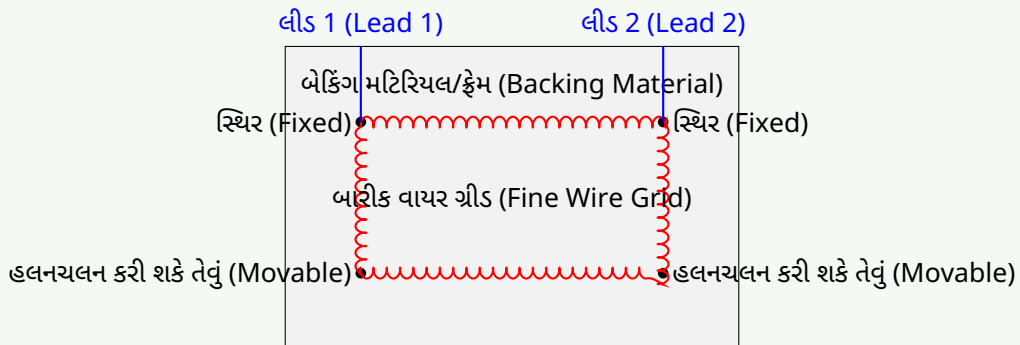 લીડ 1 (Lead 1)
લીડ 2 (Lead 2)
બેકિંગ મટિરિયલ/ફ્રેમ (Backing Material)
સ્થિર (Fixed)
સ્થિર (Fixed)
બારીક વાયર ગ્રીડ (Fine Wire Grid)
હલનચલન કરી શકે તેવું (Movable)
હલનચલન કરી શકે તેવું (Movable)